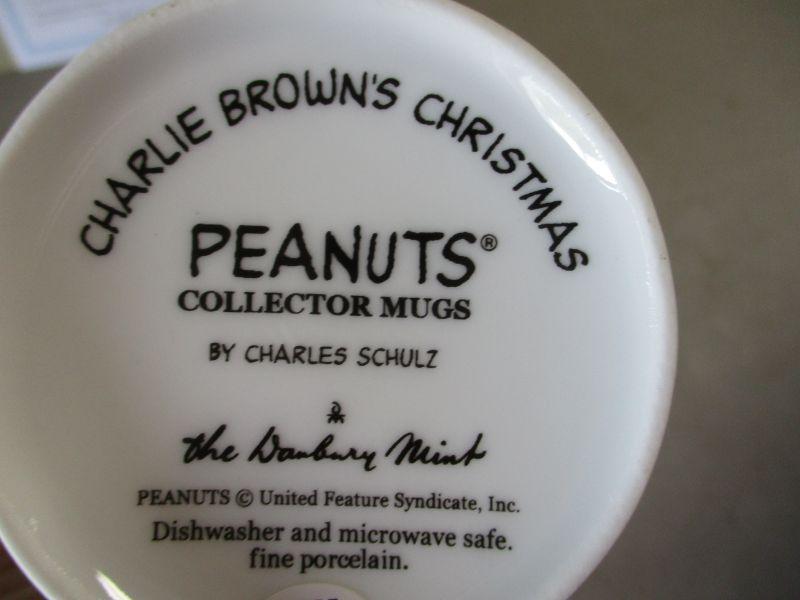 CHARLIE BROWN'S CHRISTMAS
PEANUTS®
COLLECTOR MUGS
BY CHARLES SCHULZ
the Danbury Mint
PEANUTS © United Feature Syndicate, Inc.
Dishwasher and microwave safe.
fine porcelain.